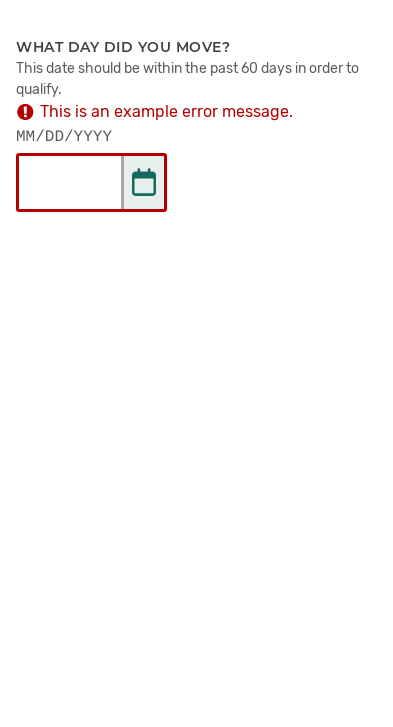 WHAT DAY DID YOU MOVE?
This date should be within the past 60 days in order to
qualify.
This is an example error message.
MM/DD/YYYY